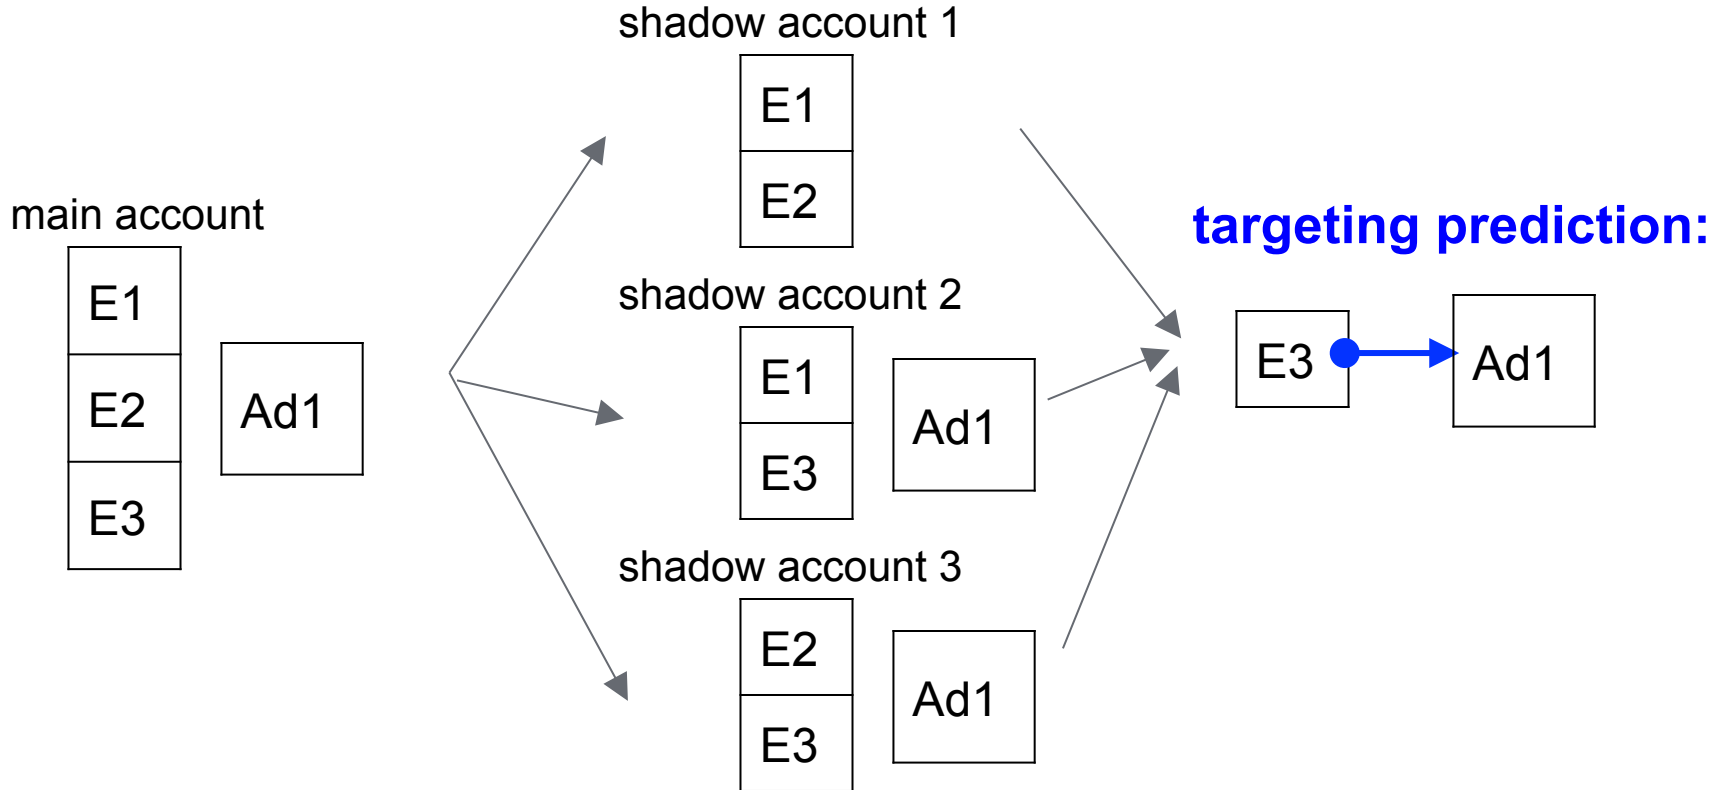 main account
E1
E2
E3
Ad1
shadow account 1
E1
E2
shadow account 2
E1
E3
Ad1
shadow account 3
E2
E3
Ad1
targeting prediction:
E3
Ad1